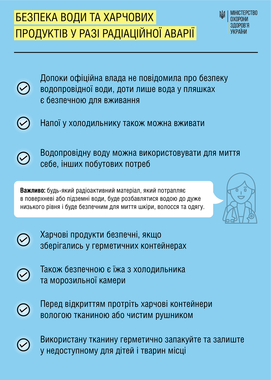 БЕЗПЕКА ВОДИ ТА ХАРЧОВИХ
ПРОДУКТІВ У РАЗІ РАДІАЦІЙНОЇ АВАРІЇ
МІНІСТЕРСТВО
ОХОРОНИ
ЗДОРОВ'Я
УКРАЇНИ
Допоки офіційна влада не повідомила про безпеку
водопровідної води, доти лише вода у пляшках
є безпечною для вживання
Напої у холодильнику також можна вживати
Водопровідну воду можна використовувати для миття
себе, інших побутових потреб
Важливо: будь-який радіоактивний матеріал, який потрапляє
в поверхневі або підземні води, буде розбавлятися водою до дуже
низького рівня і буде безпечним для миття шкіри, волосся та одягу.
Харчові продукти безпечні, якщо
зберігались у герметичних контейнерах
Також безпечною є їжа з холодильника
та морозильної камери
Перед відкриттям протріть харчові контейнери
вологою тканиною або чистим рушником
Використану тканину герметично запакуйте та залиште
у недоступному для дітей і тварин місці